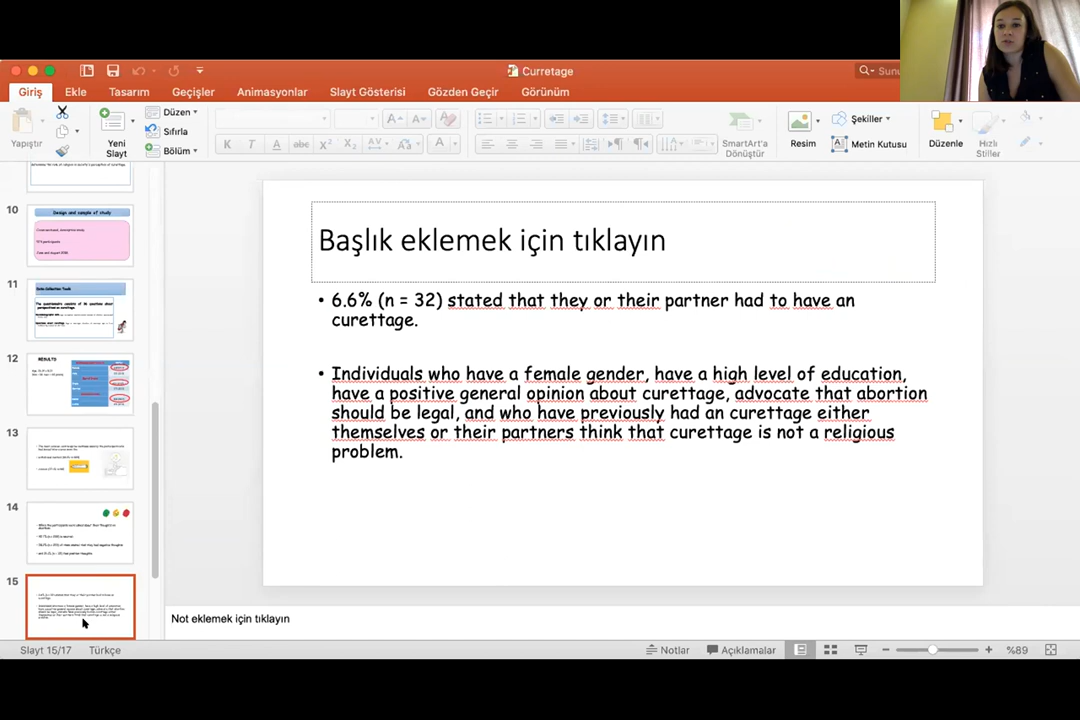 Curretage
Sunu
Giriş
Ekle
Tasarım
Geçişler
Animasyonlar
Slayt Gösterisi
Gözden Geçir
Görünüm
Yapıştır
Yeni
Slayt
Düzen
Sıfırla
Bölüm
SmartArt'a
Dönüştür
Resim
Şekiller
Metin Kutusu
Düzenle
Hızlı
Stiller
10
Design and sample of study
11
Data Collection Tools
12
RESULTS
13
14
15
Başlık eklemek için tıklayın
• 6.6% (n = 32) stated that they or their partner had to have an
curettage.
• Individuals who have a female gender, have a high level of education,
have a positive general opinion about curettage, advocate that abortion
should be legal, and who have previously had an curettage either
themselves or their partners think that curettage is not a religious
problem.
Not eklemek için tıklayın
Slayt 15/17
Türkçe
Notlar
Açıklamalar
%89